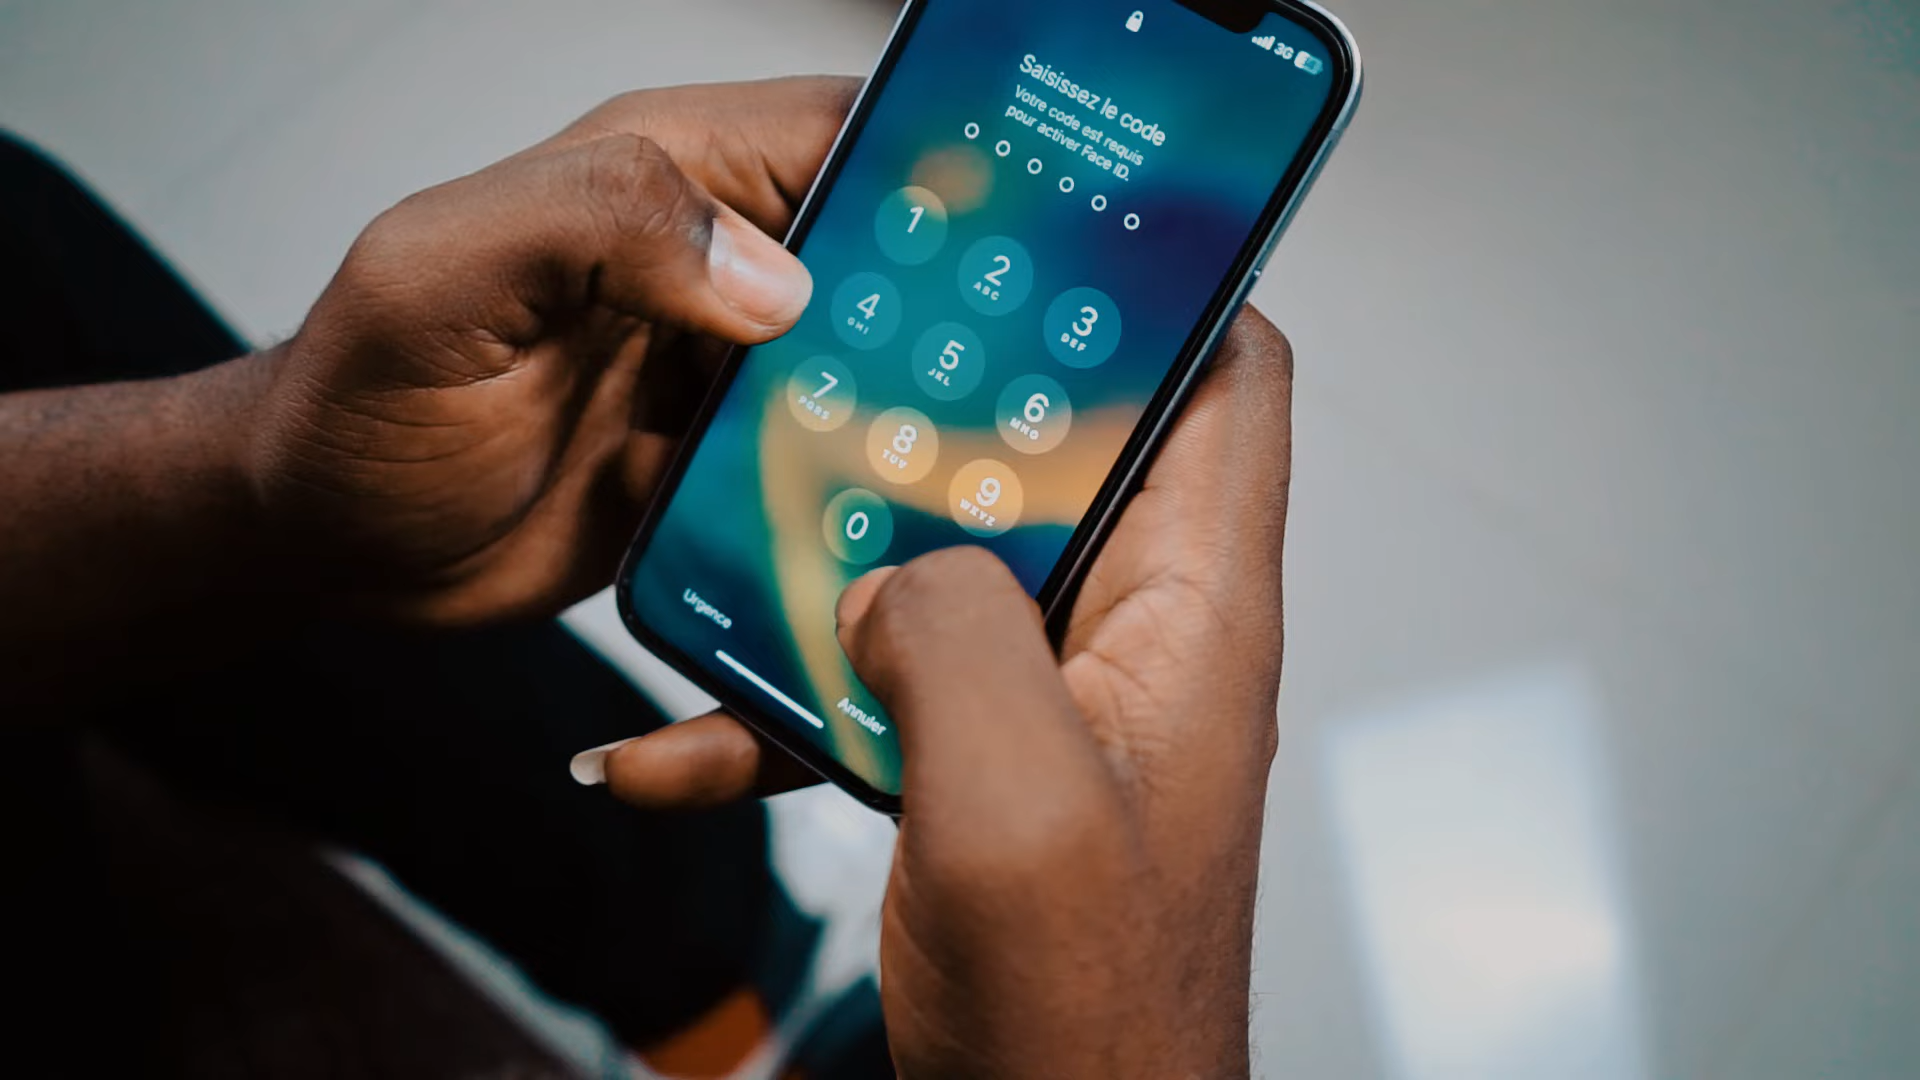 3G
Saisissez le code
Votre code est requis
pour activer Face ID.
1
2
ABC
3
DEF
4
GHI
5
JKL
6
MNO
7
PQRS
8
TUV
9
WXYZ
0
Urgence
Annuler